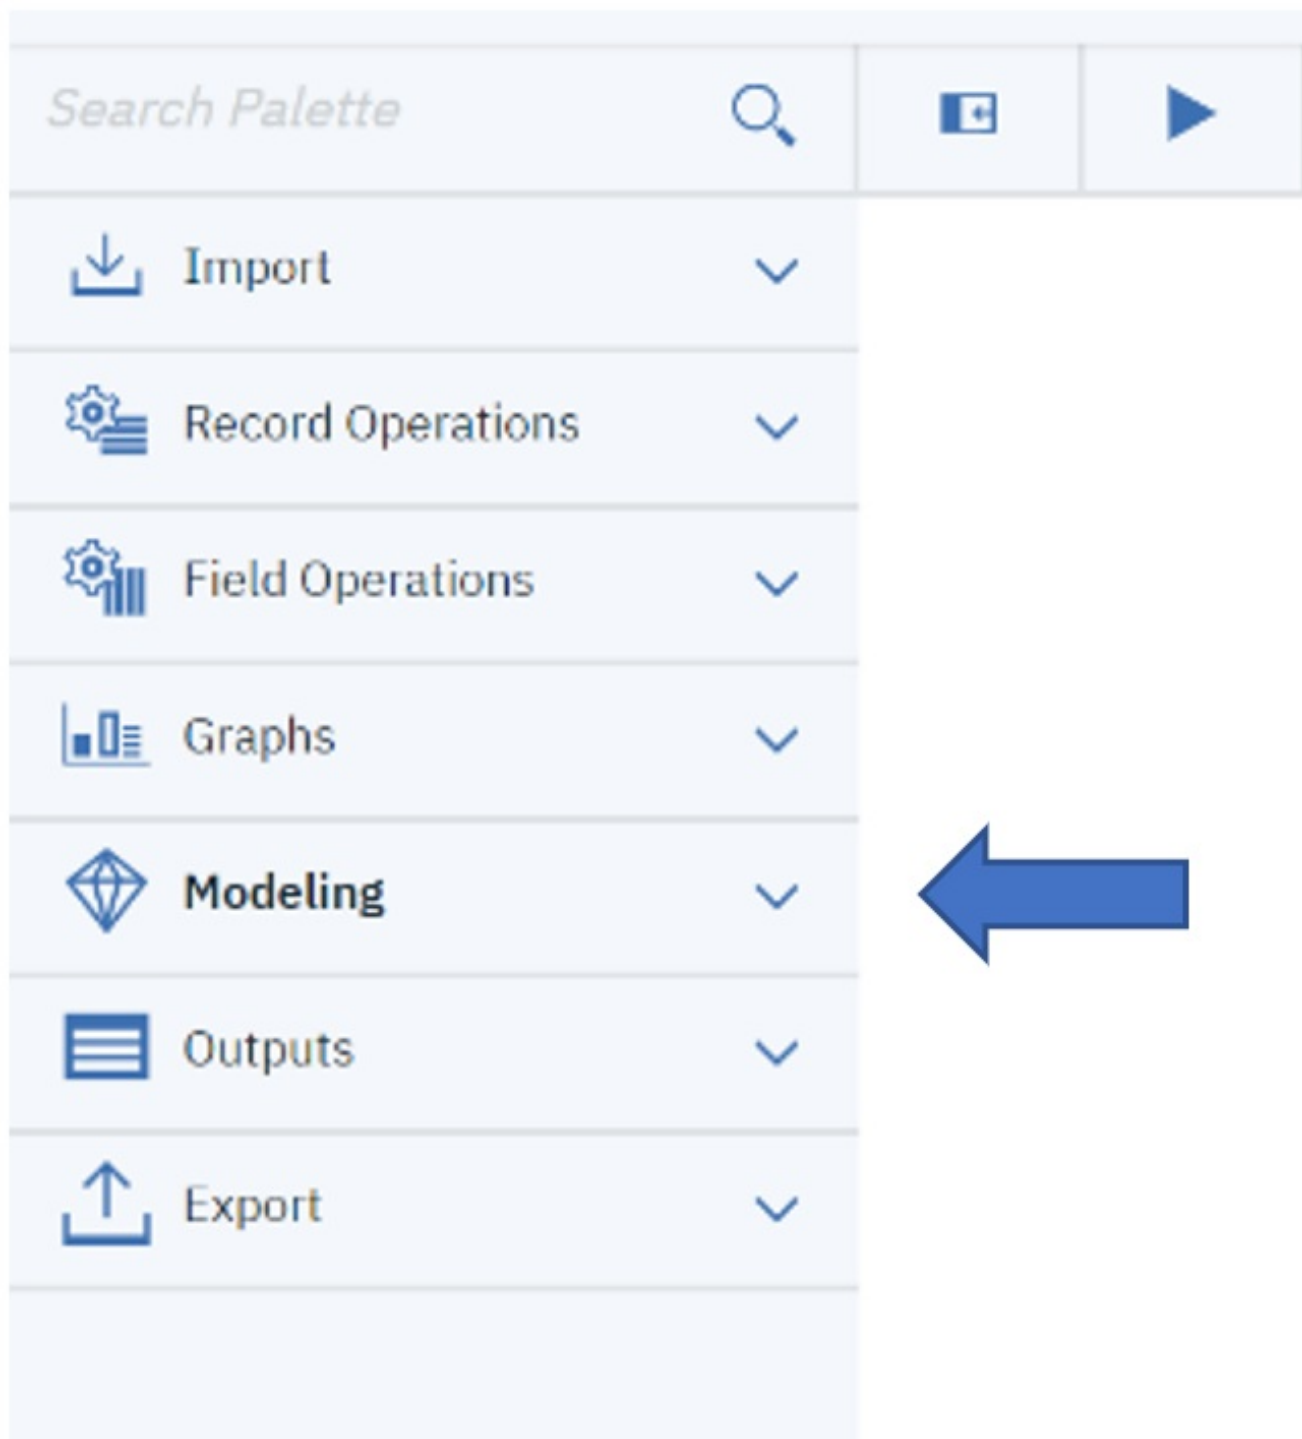 Search Palette
Import
Record Operations
Field Operations
Graphs
Modeling
Outputs
Export